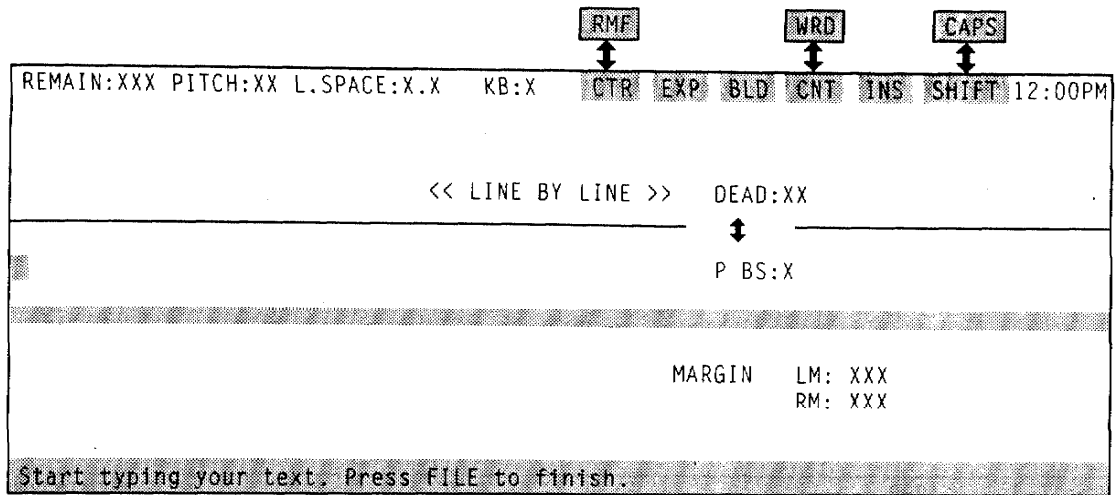 RMF WRD CAPS
REMAIN:XXX PITCH:XX L.SPACE:X.X KB:X CTR EXP BLD CNT INS SHIFT 12:00PM
<< LINE BY LINE >> DEAD:XX
P BS:X
MARGIN LM: XXX
RM: XXX
Start typing your text. Press FILE to finish.